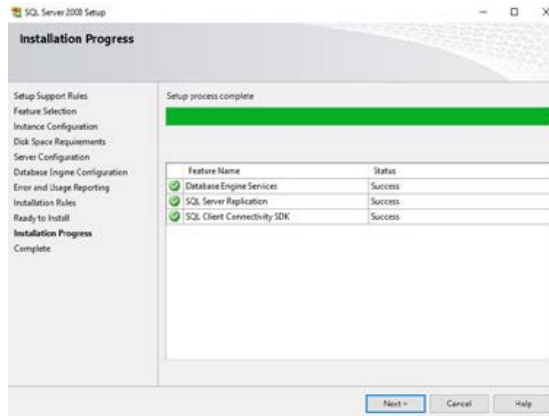 SQL Server 2008 Setup
Installation Progress
Setup Support Rules
Feature Selection
Instance Configuration
Disk Space Requirements
Server Configuration
Database Engine Configuration
Error and Usage Reporting
Installation Rules
Ready to Install
Installation Progress
Complete
Setup process complete
Feature Name Status
Database Engine Services Success
SQL Server Replication Success
SQL Client Connectivity SDK Success
Next > Cancel Help